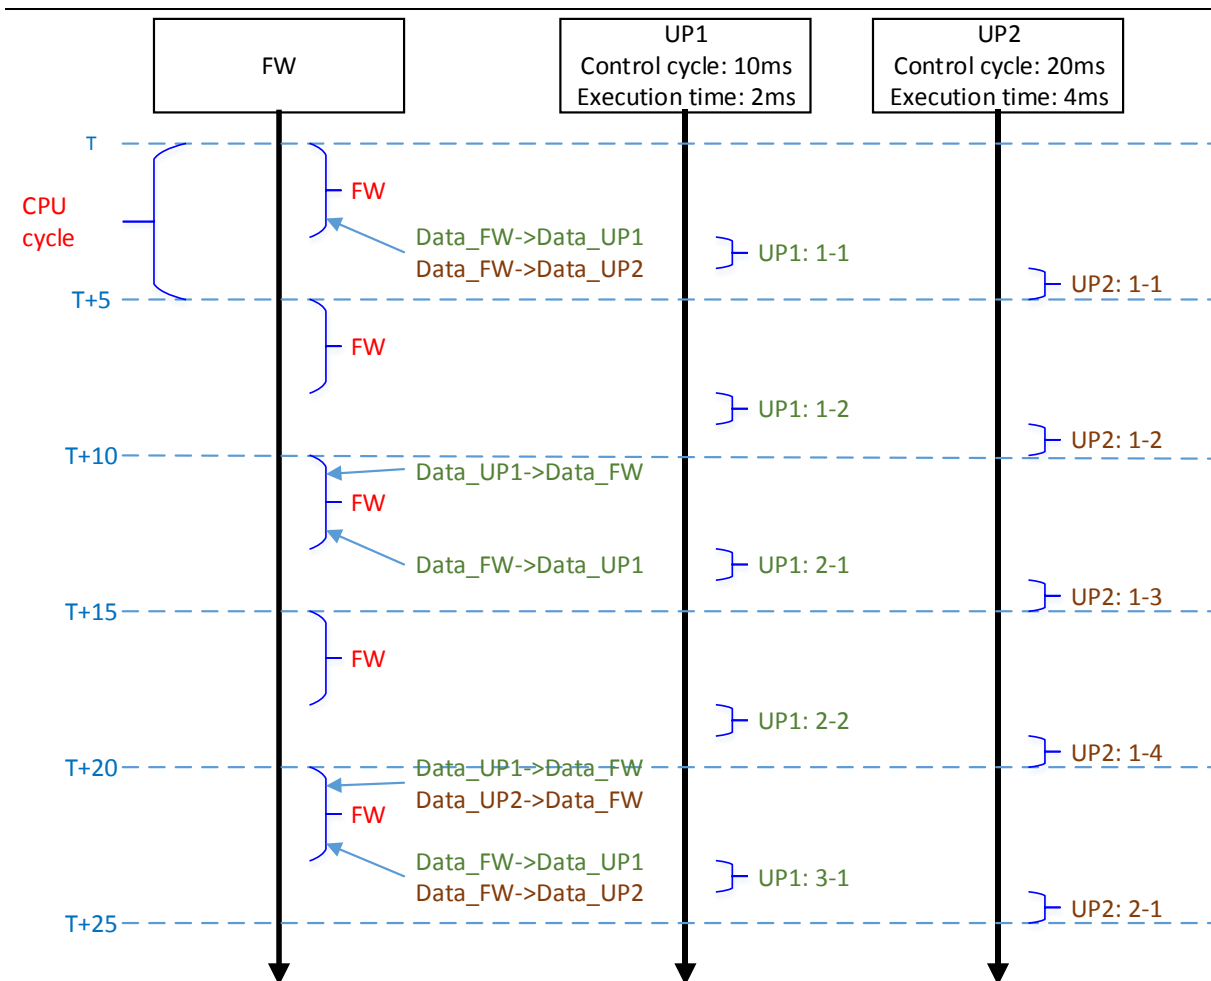 FW
UP1
Control cycle: 10ms
Execution time: 2ms
UP2
Control cycle: 20ms
Execution time: 4ms
T
FW
CPU
cycle
Data_FW->Data_UP1
Data_FW->Data_UP2
UP1: 1-1
UP2: 1-1
T+5
FW
UP1: 1-2
UP2: 1-2
T+10
Data_UP1->Data_FW
FW
Data_FW->Data_UP1
UP1: 2-1
UP2: 1-3
T+15
FW
UP1: 2-2
UP2: 1-4
T+20
Data_UP1->Data_FW
Data_UP2->Data_FW
FW
Data_FW->Data_UP1
Data_FW->Data_UP2
UP1: 3-1
UP2: 2-1
T+25